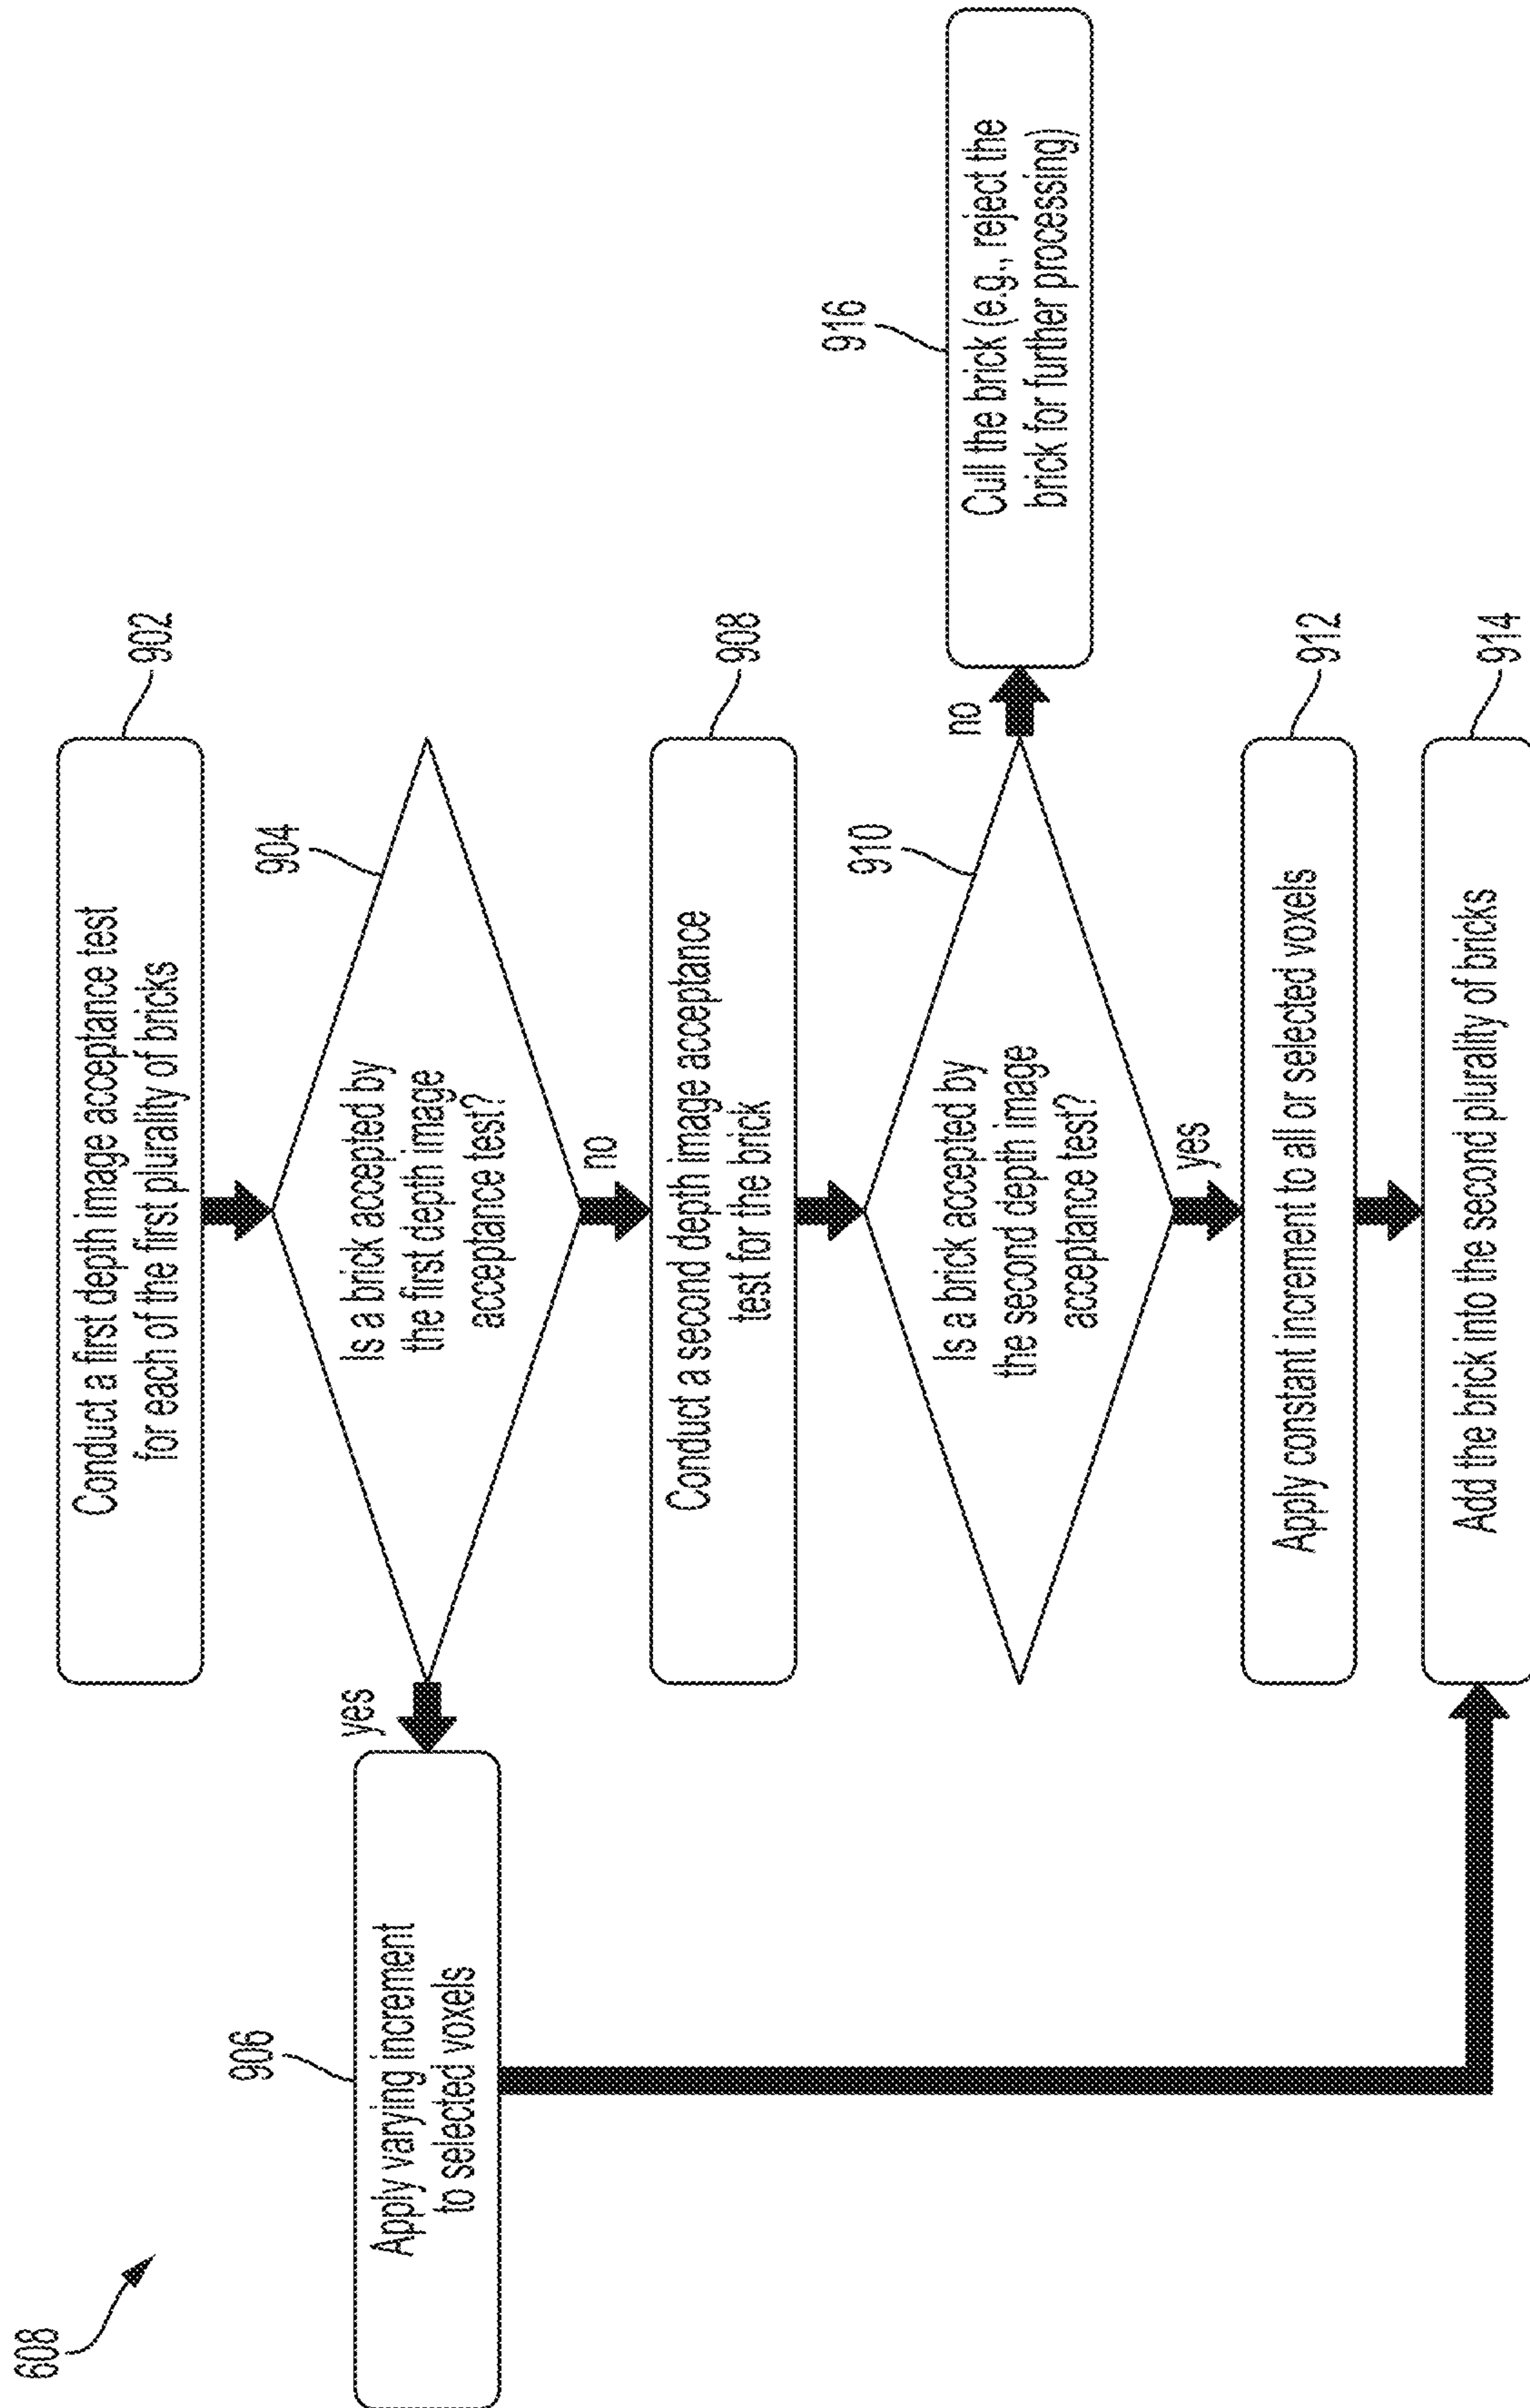 608
Conduct a first depth image acceptance test
for each of the first plurality of bricks
902
Is a brick accepted by
the first depth image
acceptance test?
904
yes
Apply varying increment
to selected voxels
906
no
Conduct a second depth image acceptance
test for the brick
908
Is a brick accepted by
the second depth image
acceptance test?
910
no
Cull the brick (e.g., reject the
brick for further processing)
916
yes
Apply constant increment to all or selected voxels
912
Add the brick into the second plurality of bricks
914